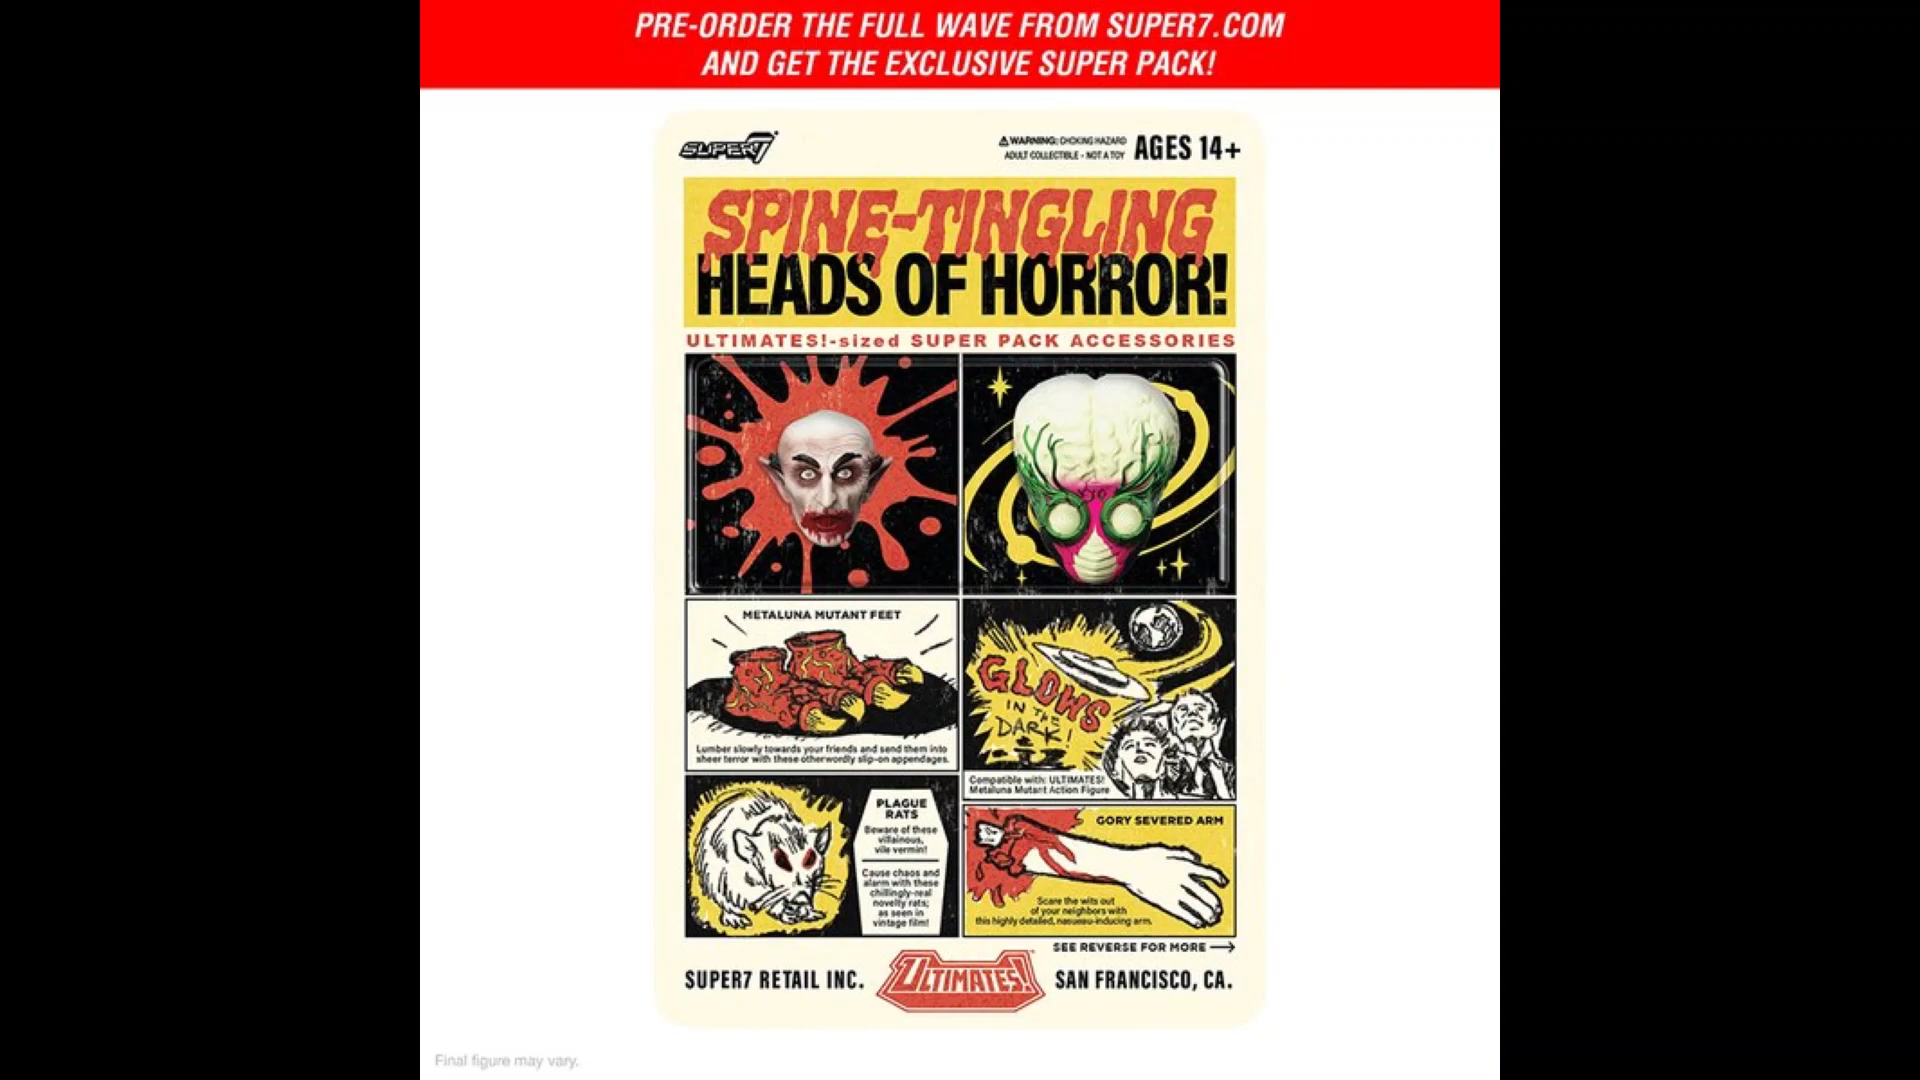 PRE-ORDER THE FULL WAVE FROM SUPER7.COM
AND GET THE EXCLUSIVE SUPER PACK!
SUPER7
WARNING: CHOKING HAZARD
ADULT COLLECTIBLE - NOT A TOY
AGES 14+
SPINE-TINGLING
HEADS OF HORROR!
ULTIMATES!-sized SUPER PACK ACCESSORIES
METALUNA MUTANT FEET
Lumber slowly towards your friends and send them into
sheer terror with these otherwordly slip-on appendages.
GLOWS
IN THE
DARK!
Compatible with: ULTIMATES!
Metaluna Mutant Action Figure
PLAGUE
RATS
Beware of these
villainous,
vile vermin!
Cause chaos and
alarm with these
chillingly-real
novelty rats;
as seen in
vintage film!
GORY SEVERED ARM
Scare the wits out
of your neighbors with
this highly detailed, nauseau-inducing arm.
SEE REVERSE FOR MORE
SUPER7 RETAIL INC.
ULTIMATES!
SAN FRANCISCO, CA.
Final figure may vary.